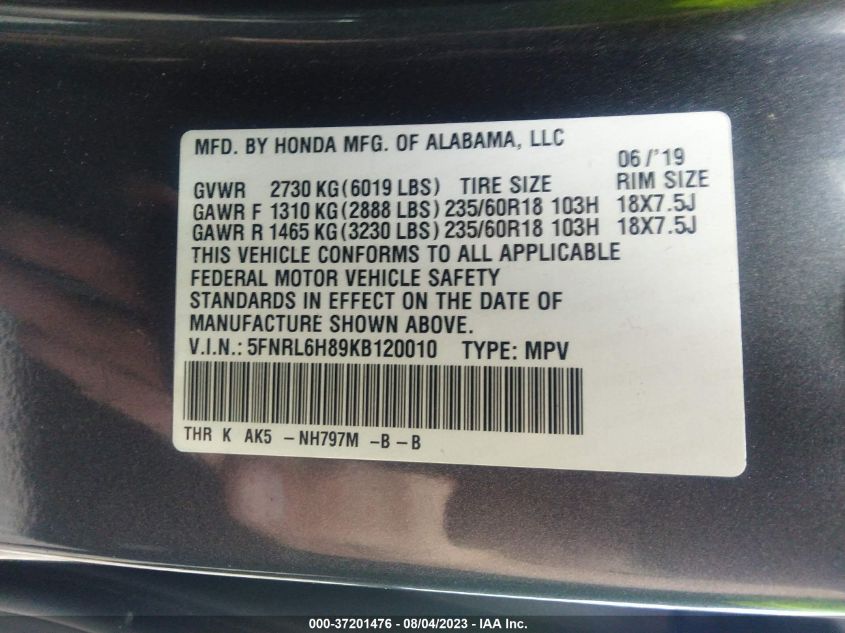 MFD. BY HONDA MFG. OF ALABAMA, LLC
06/'19
GVWR 2730 KG(6019 LBS) TIRE SIZE RIM SIZE
GAWR F 1310 KG(2888 LBS) 235/60R18 103H 18X7.5J
GAWR R 1465 KG(3230 LBS) 235/60R18 103H 18X7.5J
THIS VEHICLE CONFORMS TO ALL APPLICABLE
FEDERAL MOTOR VEHICLE SAFETY
STANDARDS IN EFFECT ON THE DATE OF
MANUFACTURE SHOWN ABOVE.
V.I.N.: 5FNRL6H89KB120010 TYPE: MPV
THR K AK5 -NH797M -B-B
000-37201476 - 08/04/2023 - IAA Inc.